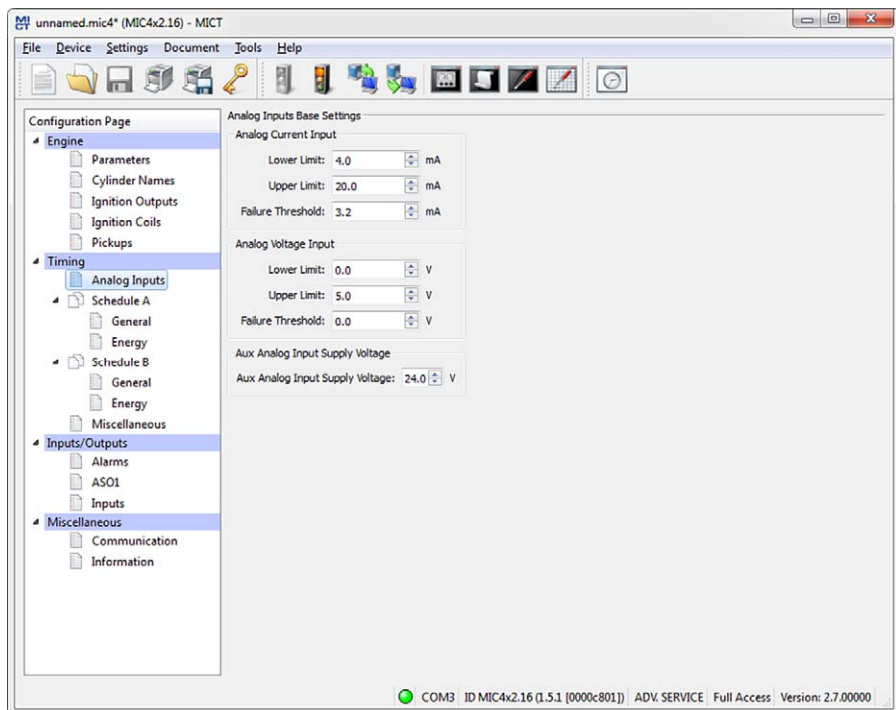 unnamed.mic4* (MIC4x2.16) - MICT
File Device Settings Document Tools Help
Configuration Page
Engine
Parameters
Cylinder Names
Ignition Outputs
Ignition Coils
Pickups
Timing
Analog Inputs
Schedule A
General
Energy
Schedule B
General
Energy
Miscellaneous
Inputs/Outputs
Alarms
ASO1
Inputs
Miscellaneous
Communication
Information
Analog Inputs Base Settings
Analog Current Input
Lower Limit: 4.0 mA
Upper Limit: 20.0 mA
Failure Threshold: 3.2 mA
Analog Voltage Input
Lower Limit: 0.0 V
Upper Limit: 5.0 V
Failure Threshold: 0.0 V
Aux Analog Input Supply Voltage
Aux Analog Input Supply Voltage: 24.0 V
COM3 ID MIC4x2.16 (1.5.1 [0000c801]) ADV. SERVICE Full Access Version: 2.7.00000